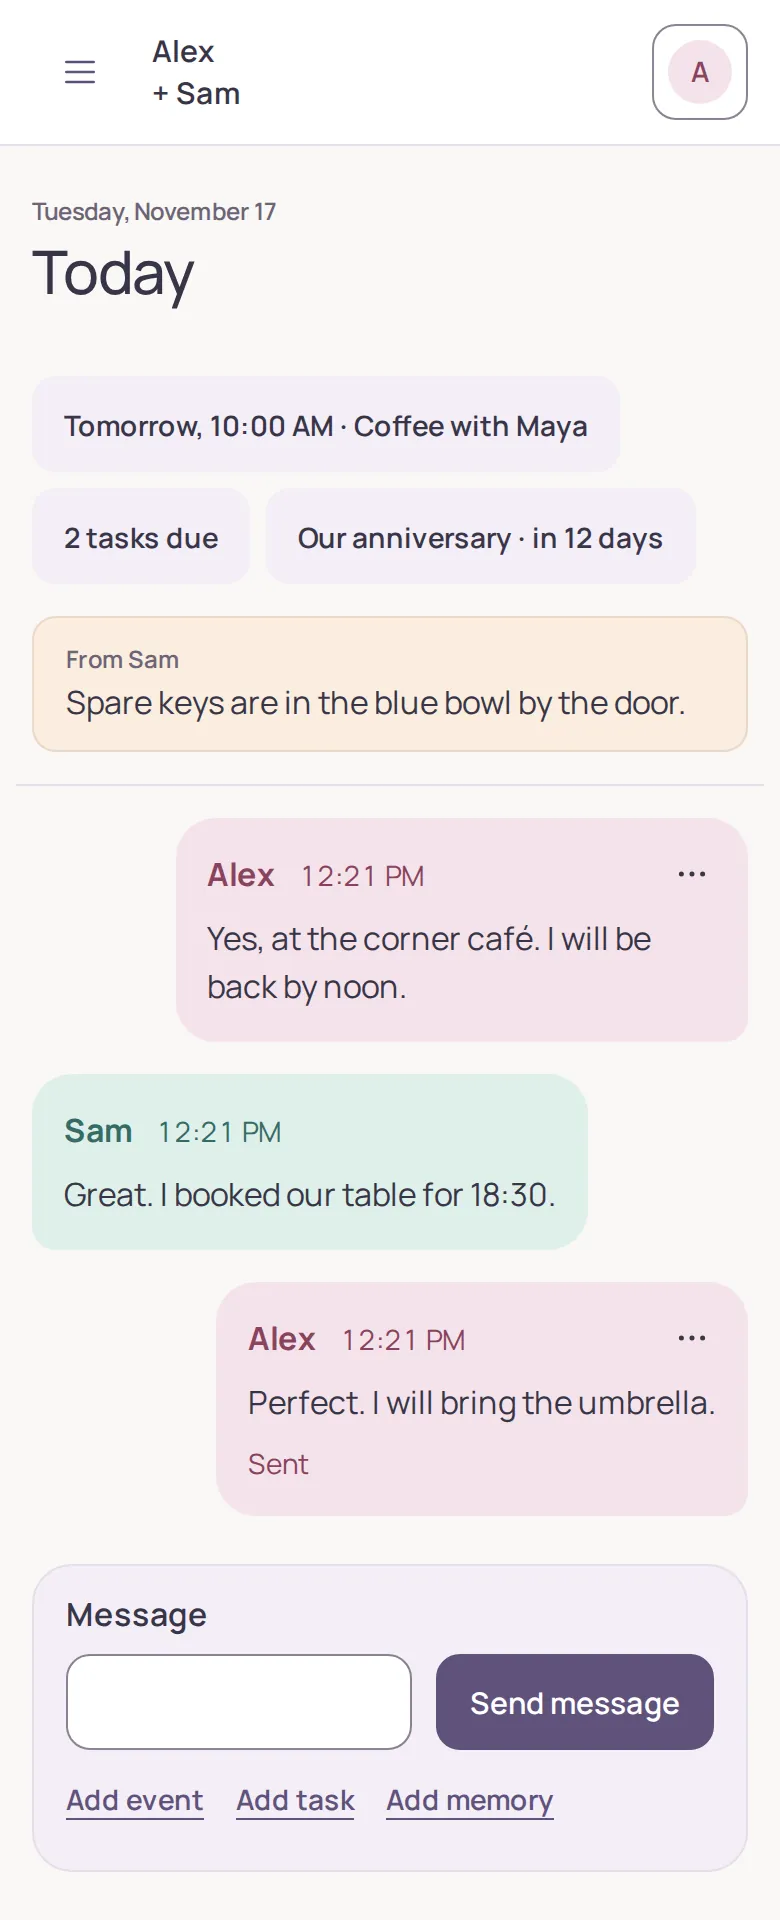 Alex
+ Sam
A
Tuesday, November 17
Today
Tomorrow, 10:00 AM · Coffee with Maya
2 tasks due
Our anniversary · in 12 days
From Sam
Spare keys are in the blue bowl by the door.
Alex 12:21 PM
Yes, at the corner café. I will be
back by noon.
Sam 12:21 PM
Great. I booked our table for 18:30.
Alex 12:21 PM
Perfect. I will bring the umbrella.
Sent
Message
Send message
Add event Add task Add memory